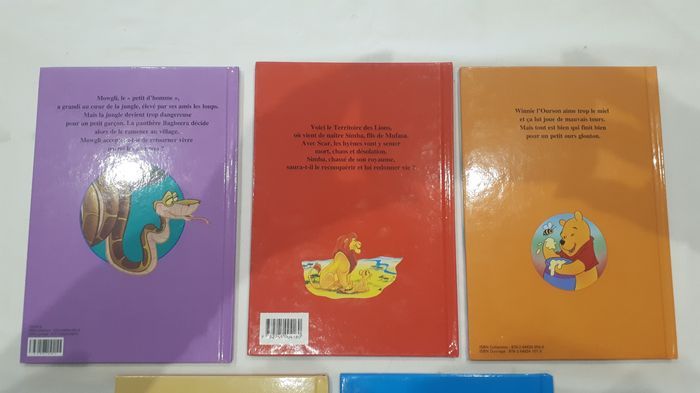 Mowgli, le « petit d'homme »,
a grandi au cœur de la jungle, élevé par ses amis les loups.
Mais la jungle devient trop dangereuse
pour un petit garçon. La panthère Bagheera décide
alors de le ramener au village.
Mowgli acceptera-t-il de retourner vivre
Voici le Territoire des Lions,
où vient de naître Simba, fils de Mufasa.
Avec Scar, les hyènes vont y semer
mort, chaos et désolation.
Simba, chassé de son royaume,
saura-t-il le reconquérir et lui redonner vie ?
Winnie l'Ourson aime trop le miel
et ça lui joue de mauvais tours.
Mais tout est bien qui finit bien
pour un petit ours glouton.